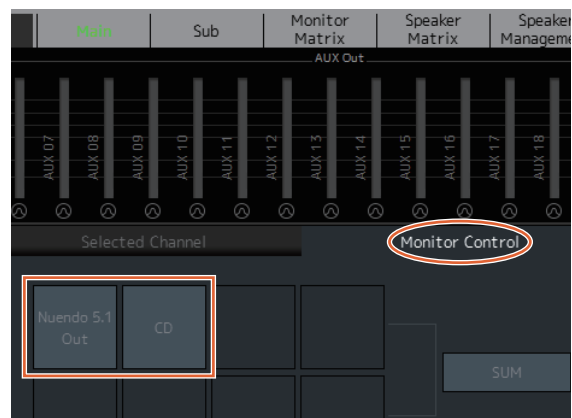 Main
Sub
Monitor
Matrix
Speaker
Matrix
Speaker
Manageme
AUX Out
AUX 07
AUX 08
AUX 09
AUX 10
AUX 11
AUX 12
AUX 13
AUX 14
AUX 15
AUX 16
AUX 17
AUX 18
Selected Channel
Monitor Control
Nuendo 5.1
Out
CD
SUM